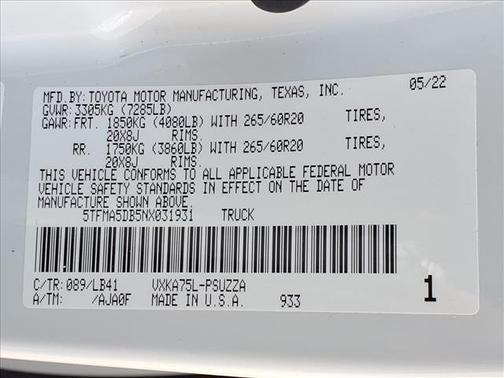 MFD.BY:TOYOTA MOTOR MANUFACTURING, TEXAS, INC. 05/22
GVWR:3305KG (7285LB)
GAWR:FRT. 1850KG (4080LB) WITH 265/60R20 TIRES,
20X8J RIMS.
RR. 1750KG (3860LB) WITH 265/60R20 TIRES,
20X8J RIMS.
THIS VEHICLE CONFORMS TO ALL APPLICABLE FEDERAL MOTOR
VEHICLE SAFETY STANDARDS IN EFFECT ON THE DATE OF
MANUFACTURE SHOWN ABOVE.
5TFMA5DB5NX031931 TRUCK
C/TR:089/LB41 VXKA75L-PSUZZA
A/TM: /AJA0F MADE IN U.S.A. 933 1